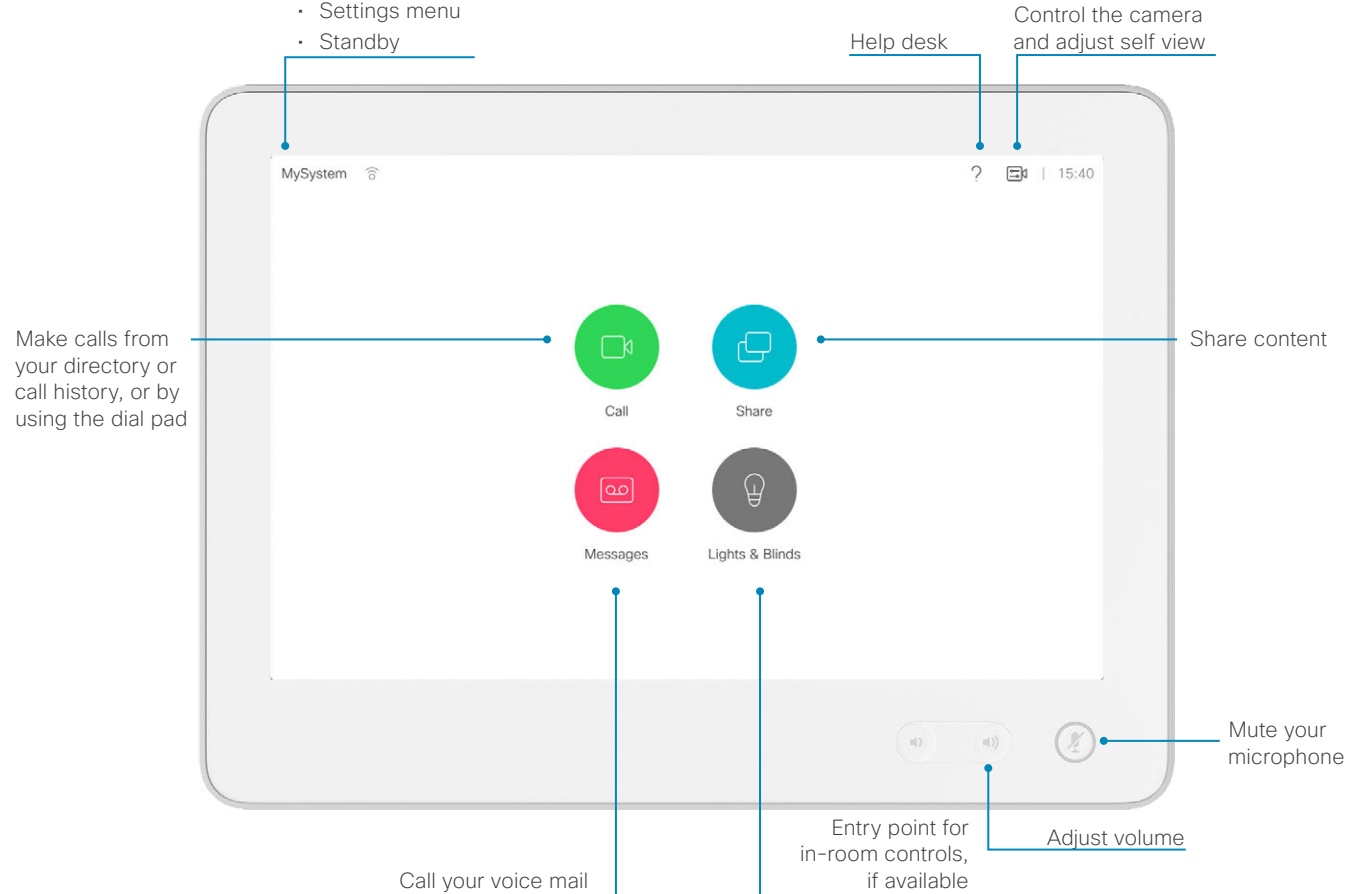 · Settings menu
· Standby
Help desk
Control the camera
and adjust self view
MySystem
? | 15:40
Make calls from
your directory or
call history, or by
using the dial pad
Call
Share
Share content
Messages
Lights & Blinds
Mute your
microphone
Entry point for
in-room controls,
if available
Adjust volume
Call your voice mail